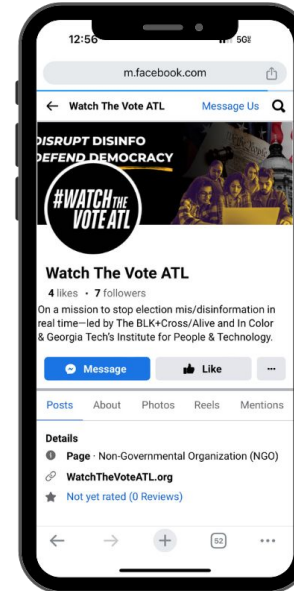 12:56
5G
m.facebook.com
Watch The Vote ATL
Message Us
DISRUPT DISINFO
DEFEND DEMOCRACY
#WATCH THE
VOTE ATL
Watch The Vote ATL
4 likes • 7 followers
On a mission to stop election mis/disinformation in
real time—led by The BLK+Cross/Alive and In Color
& Georgia Tech's Institute for People & Technology.
Message
Like
Posts About Photos Reels Mentions
Details
Page · Non-Governmental Organization (NGO)
WatchTheVoteATL.org
Not yet rated (0 Reviews)
52